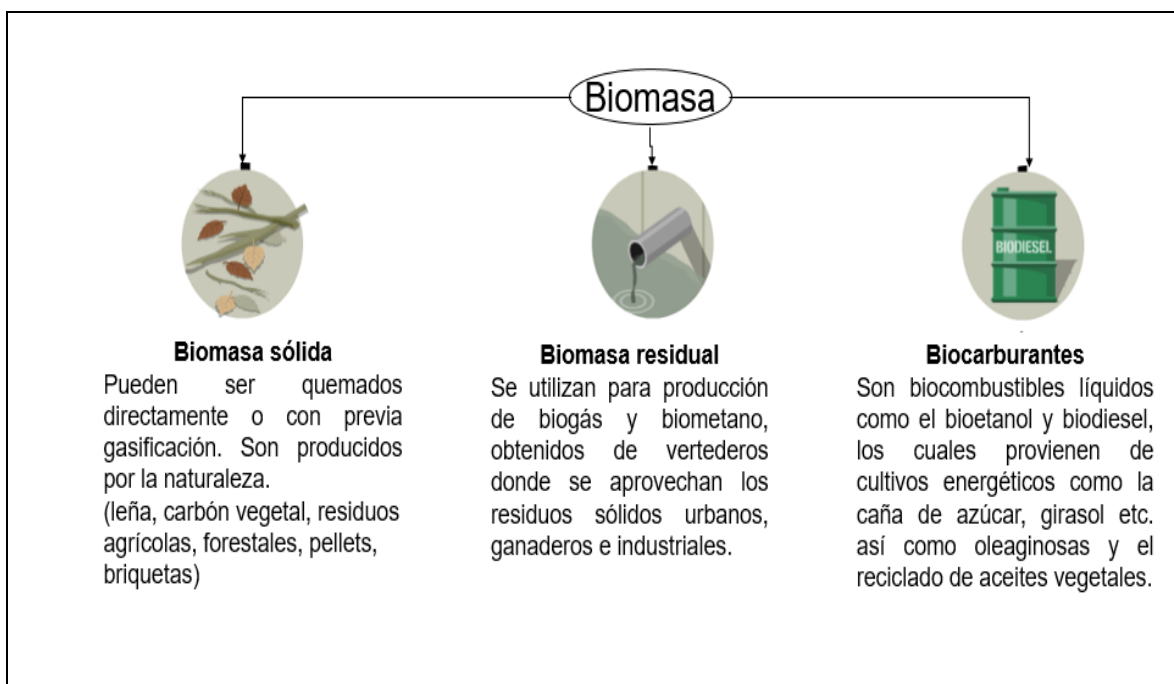 Biomasa
Biomasa sólida
Pueden ser quemados
directamente o con previa
gasificación. Son producidos
por la naturaleza.
(leña, carbón vegetal, residuos
agrícolas, forestales, pellets,
briquetas)
Biomasa residual
Se utilizan para producción
de biogás y biometano,
obtenidos de vertederos
donde se aprovechan los
residuos sólidos urbanos,
ganaderos e industriales.
BIODIESEL
Biocarburantes
Son biocombustibles líquidos
como el bioetanol y biodiesel,
los cuales provienen de
cultivos energéticos como la
caña de azúcar, girasol etc.
así como oleaginosas y el
reciclado de aceites vegetales.